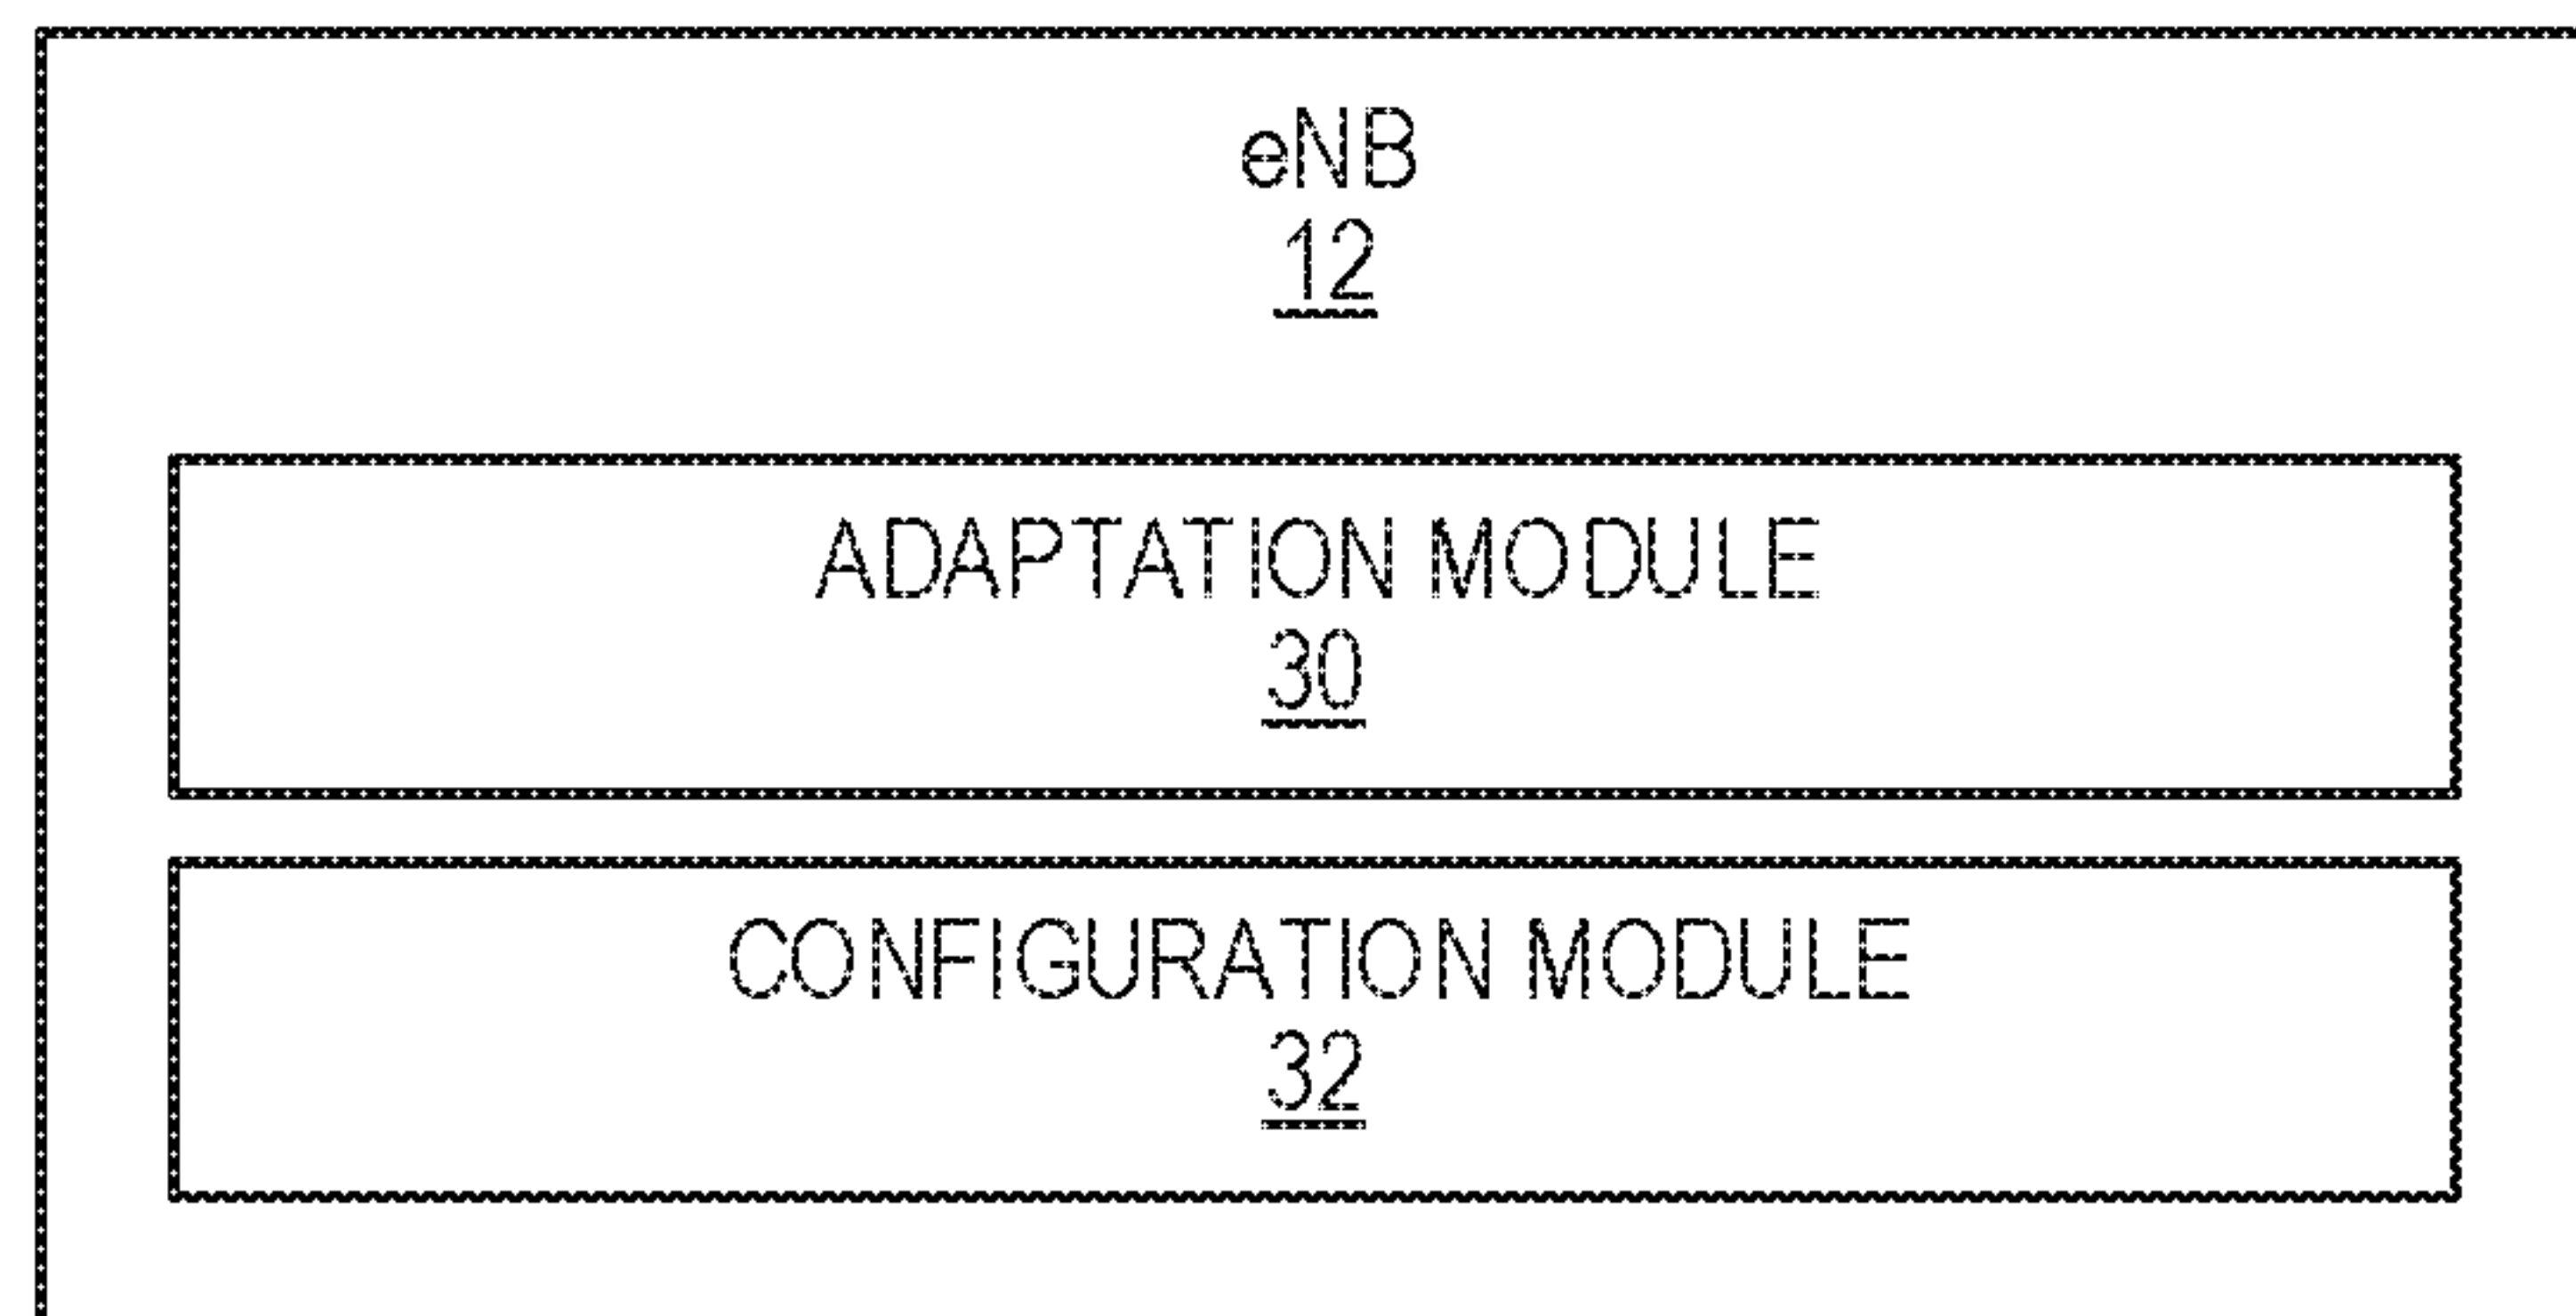 eNB
12
ADAPTATION MODULE
30
CONFIGURATION MODULE
32